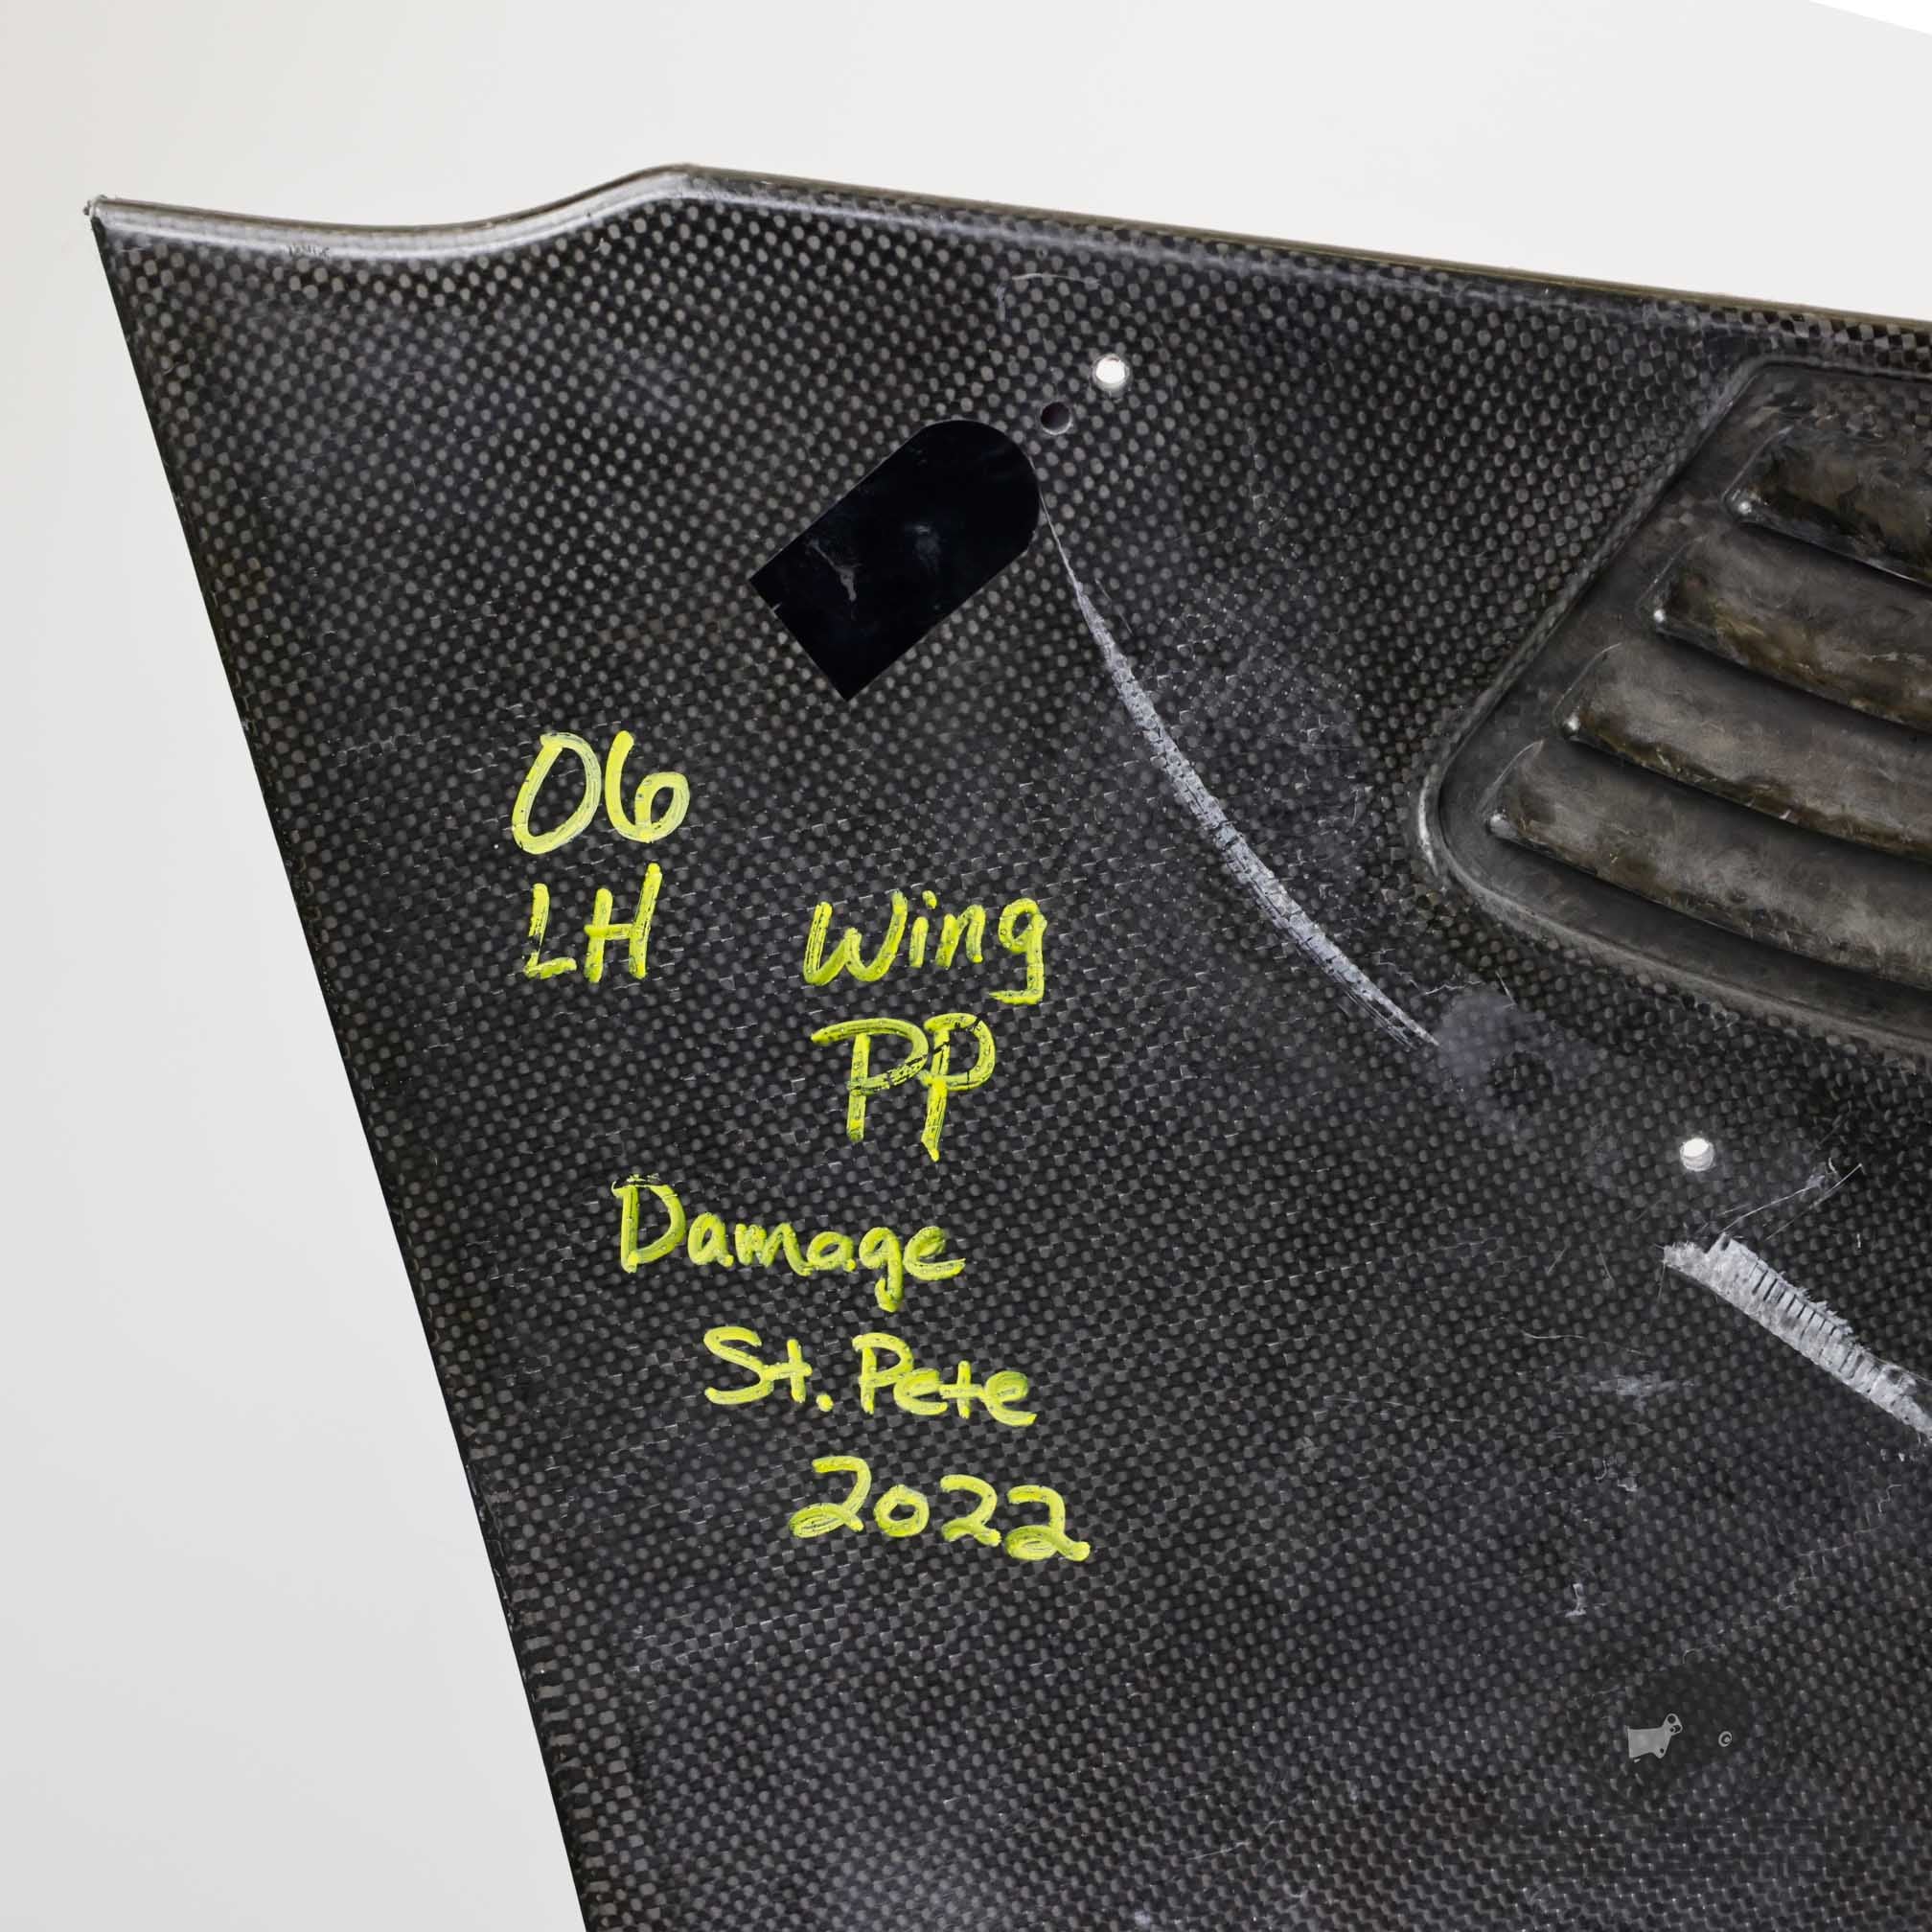 06
LH Wing
PP
Damage
St. Pete
2022